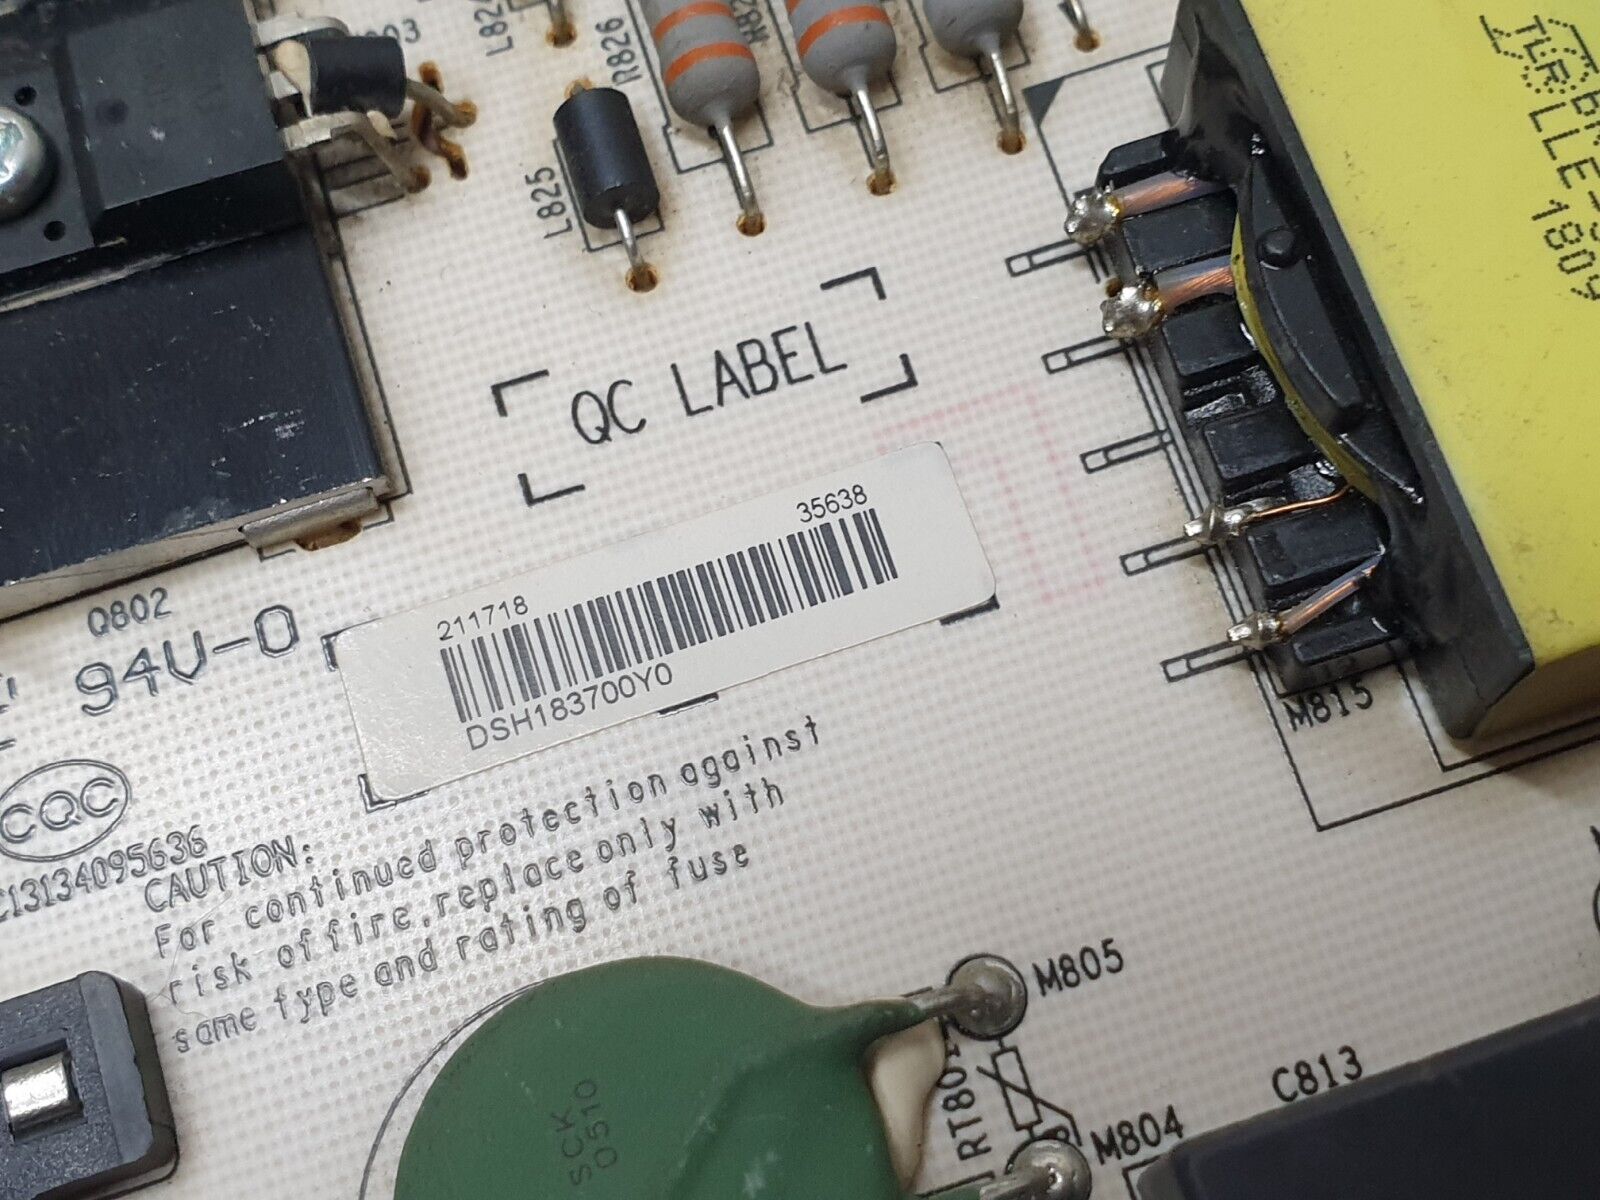 R826
L825
QC LABEL
35638
211718
DSH183700Y0
Q802
94V-0
CQC
C13134095636
CAUTION:
For continued protection against
risk of fire, replace only with
same type and rating of fuse
M815
M805
SCK
0510
M804
C813
1809